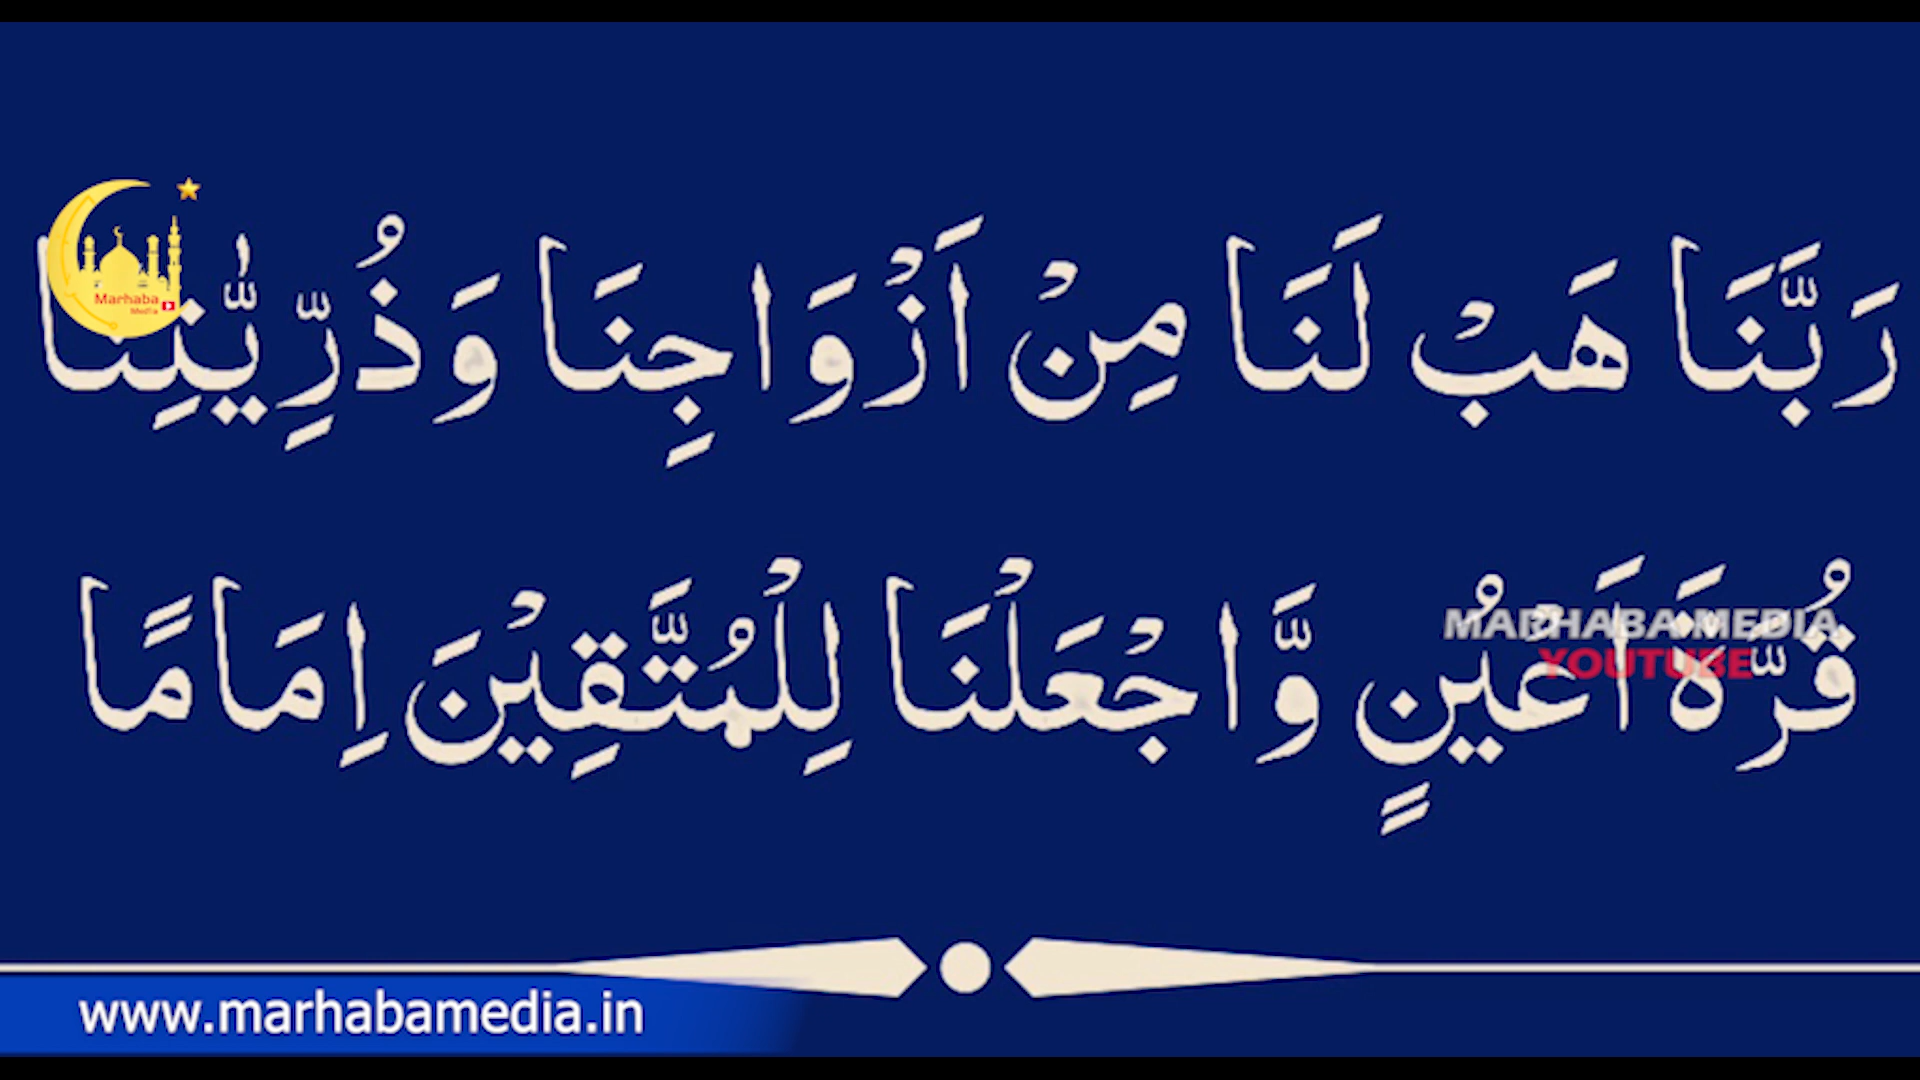 رَبَّنَا هَبْ لَنَا مِنْ اَزْوَاجِنَا وَذُرِّيّٰتِنَا
قُرَّةَ اَعْيُنٍ وَّاجْعَلْنَا لِلْمُتَّقِيْنَ اِمَامًا
Marhaba
Media
MARHABA MEDIA
YOUTUBE
www.marhabamedia.in